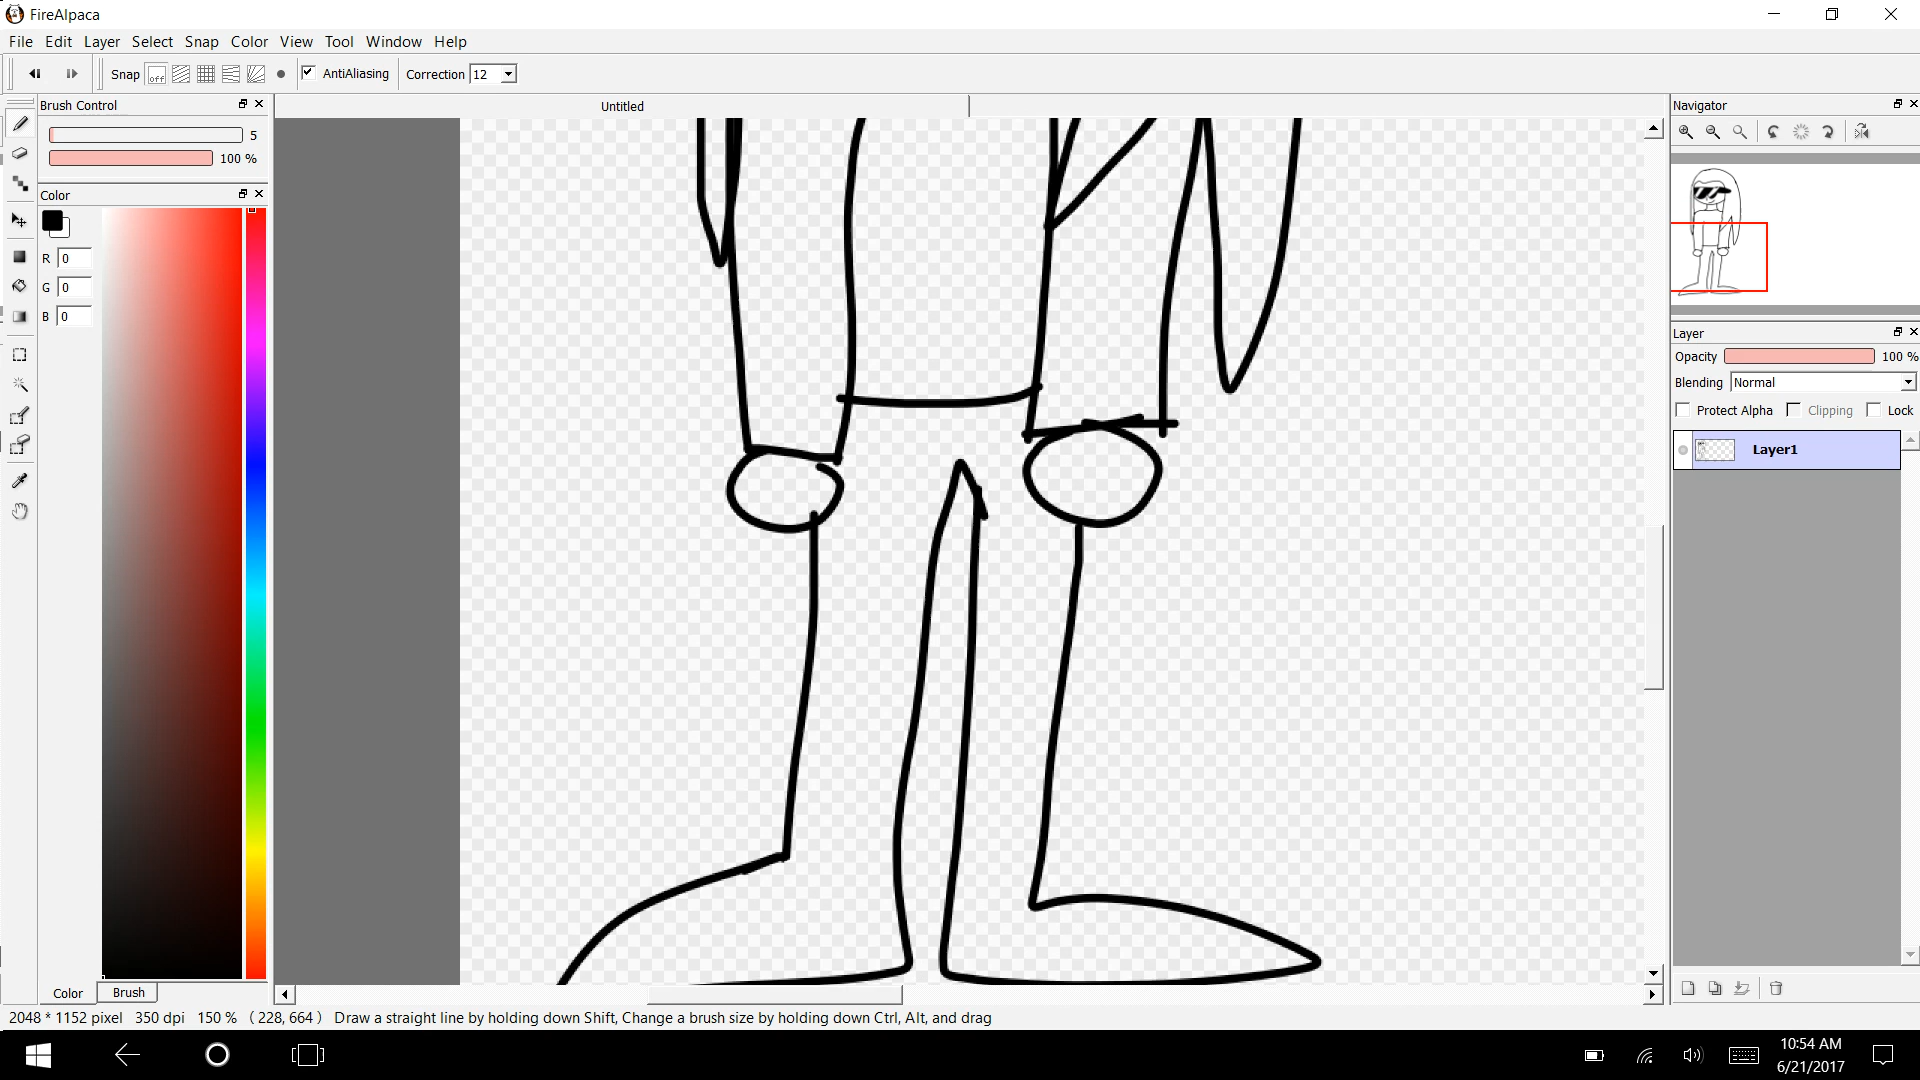 FireAlpaca
File Edit Layer Select Snap Color View Tool Window Help
Snap off AntiAliasing Correction 12
Brush Control
5
100 %
Color
R 0
G 0
B 0
Color Brush
Untitled
Navigator
Layer
Opacity 100 %
Blending Normal
Protect Alpha Clipping Lock
Layer1
2048 * 1152 pixel 350 dpi 150 % ( 228, 664 ) Draw a straight line by holding down Shift, Change a brush size by holding down Ctrl, Alt, and drag
10:54 AM
6/21/2017